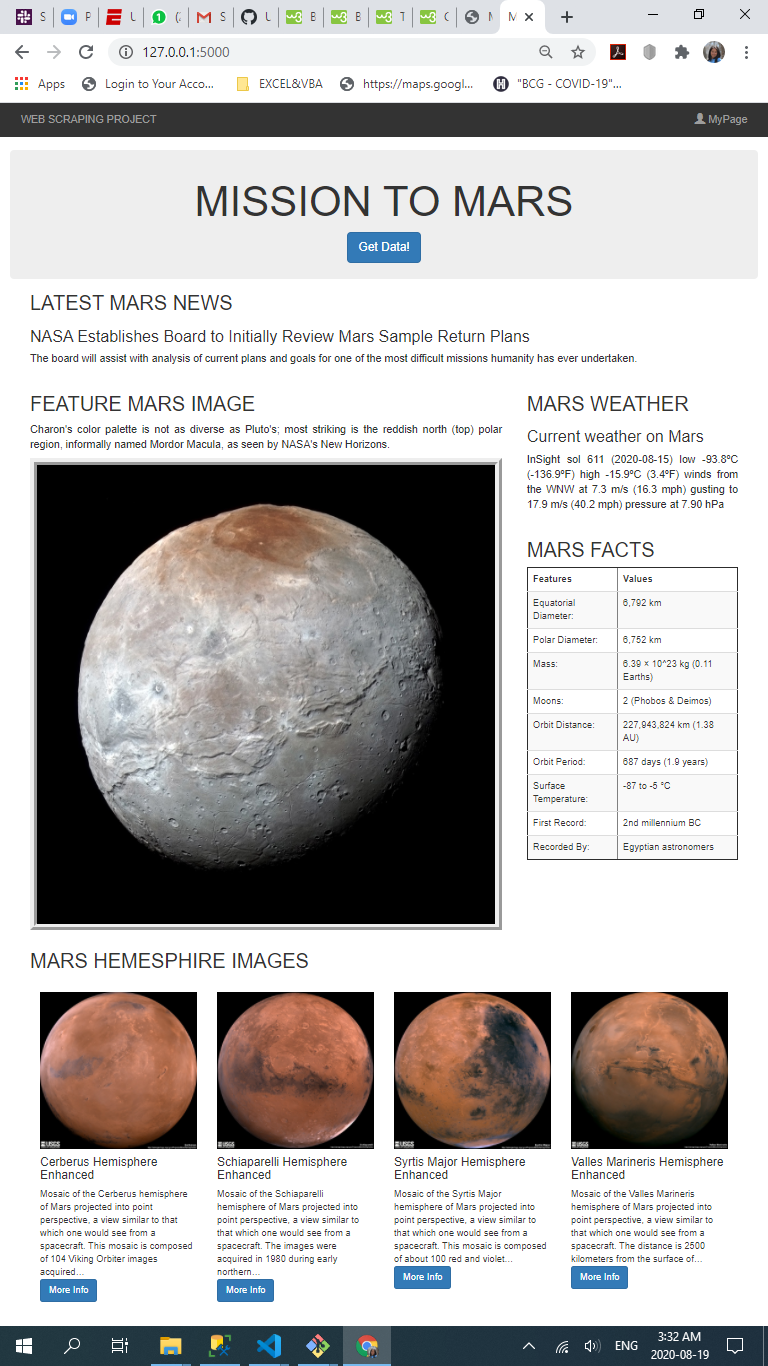 S
P
U
(
S
U
B
B
T
C
M
M
127.0.0.1:5000
Apps
Login to Your Acco...
EXCEL&VBA
https://maps.googl...
"BCG - COVID-19"...
WEB SCRAPING PROJECT
MyPage
MISSION TO MARS
Get Data!
LATEST MARS NEWS
NASA Establishes Board to Initially Review Mars Sample Return Plans
The board will assist with analysis of current plans and goals for one of the most difficult missions humanity has ever undertaken.
FEATURE MARS IMAGE
Charon's color palette is not as diverse as Pluto's; most striking is the reddish north (top) polar
region, informally named Mordor Macula, as seen by NASA's New Horizons.
MARS WEATHER
Current weather on Mars
InSight sol 611 (2020-08-15) low -93.8ºC
(-136.9ºF) high -15.9ºC (3.4ºF) winds from
the WNW at 7.3 m/s (16.3 mph) gusting to
17.9 m/s (40.2 mph) pressure at 7.90 hPa
MARS FACTS
Features Values
Equatorial
Diameter:
6,792 km
Polar Diameter: 6,752 km
Mass: 6.39 × 10^23 kg (0.11
Earths)
Moons: 2 (Phobos & Deimos)
Orbit Distance: 227,943,824 km (1.38
AU)
Orbit Period: 687 days (1.9 years)
Surface
Temperature:
-87 to -5 °C
First Record: 2nd millennium BC
Recorded By: Egyptian astronomers
MARS HEMESPHIRE IMAGES
USGS
USGS
USGS
USGS
Cerberus Hemisphere
Enhanced
Mosaic of the Cerberus hemisphere
of Mars projected into point
perspective, a view similar to that
which one would see from a
spacecraft. This mosaic is composed
of 104 Viking Orbiter images
acquired...
More Info
Schiaparelli Hemisphere
Enhanced
Mosaic of the Schiaparelli
hemisphere of Mars projected into
point perspective, a view similar to
that which one would see from a
spacecraft. The images were
acquired in 1980 during early
northern...
More Info
Syrtis Major Hemisphere
Enhanced
Mosaic of the Syrtis Major
hemisphere of Mars projected into
point perspective, a view similar to
that which one would see from a
spacecraft. This mosaic is composed
of about 100 red and violet...
More Info
Valles Marineris Hemisphere
Enhanced
Mosaic of the Valles Marineris
hemisphere of Mars projected into
point perspective, a view similar to
that which one would see from a
spacecraft. The distance is 2500
kilometers from the surface of...
More Info
ENG
3:32 AM
2020-08-19